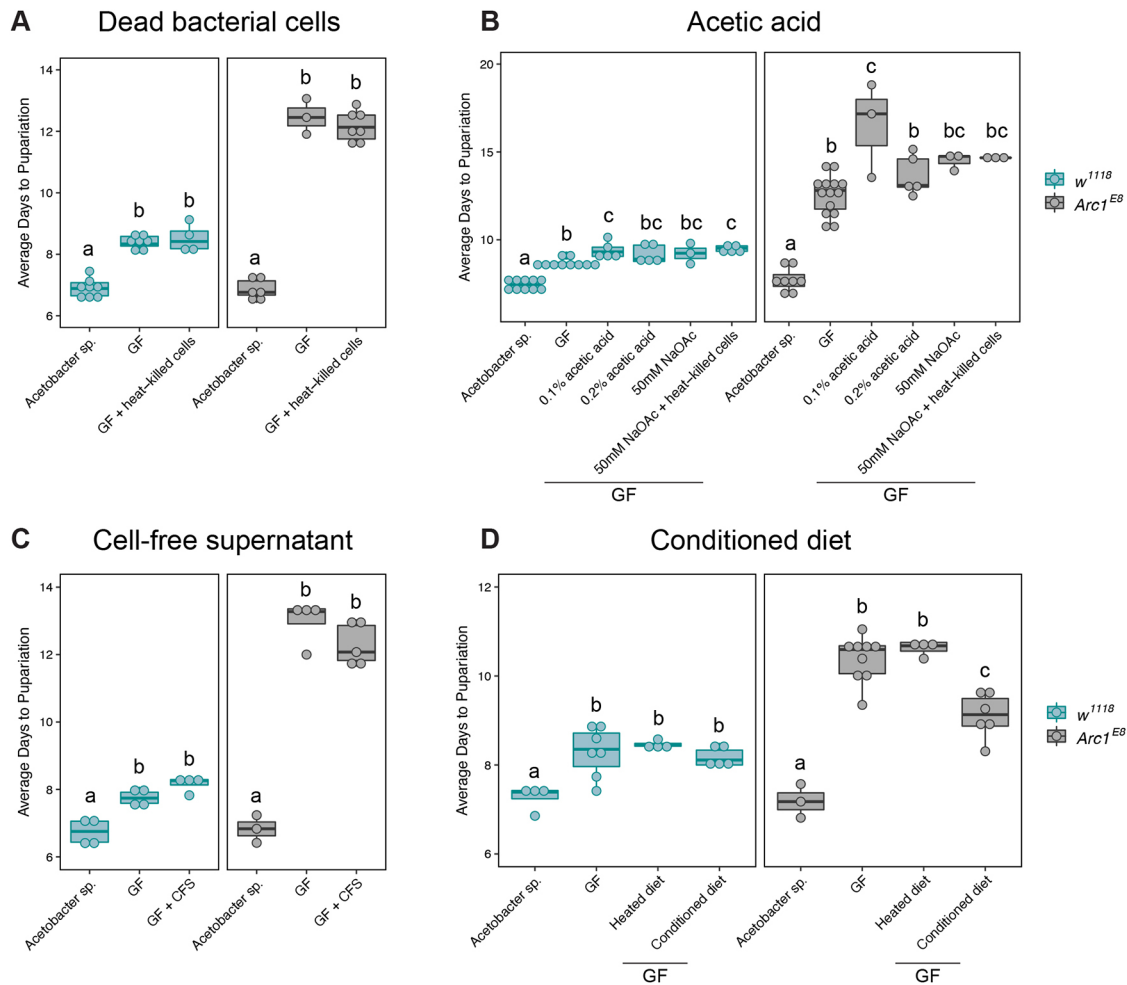 A Dead bacterial cells
Average Days to Pupariation
14
12
10
8
6
a
b
b
a
b
b
Acetobacter sp.
GF
GF + heat-killed cells
Acetobacter sp.
GF
GF + heat-killed cells
B Acetic acid
Average Days to Pupariation
20
15
10
a
b
c
bc
bc
c
a
b
c
b
bc
bc
Acetobacter sp.
GF
0.1% acetic acid
0.2% acetic acid
50mM NaOAc
50mM NaOAc + heat-killed cells
GF
Acetobacter sp.
GF
0.1% acetic acid
0.2% acetic acid
50mM NaOAc
50mM NaOAc + heat-killed cells
GF
w1118
Arc1E8
C Cell-free supernatant
Average Days to Pupariation
14
12
10
8
6
a
b
b
a
b
b
Acetobacter sp.
GF
GF + CFS
Acetobacter sp.
GF
GF + CFS
D Conditioned diet
Average Days to Pupariation
12
10
8
6
a
b
b
b
a
b
b
c
Acetobacter sp.
GF
Heated diet
Conditioned diet
GF
Acetobacter sp.
GF
Heated diet
Conditioned diet
GF
w1118
Arc1E8